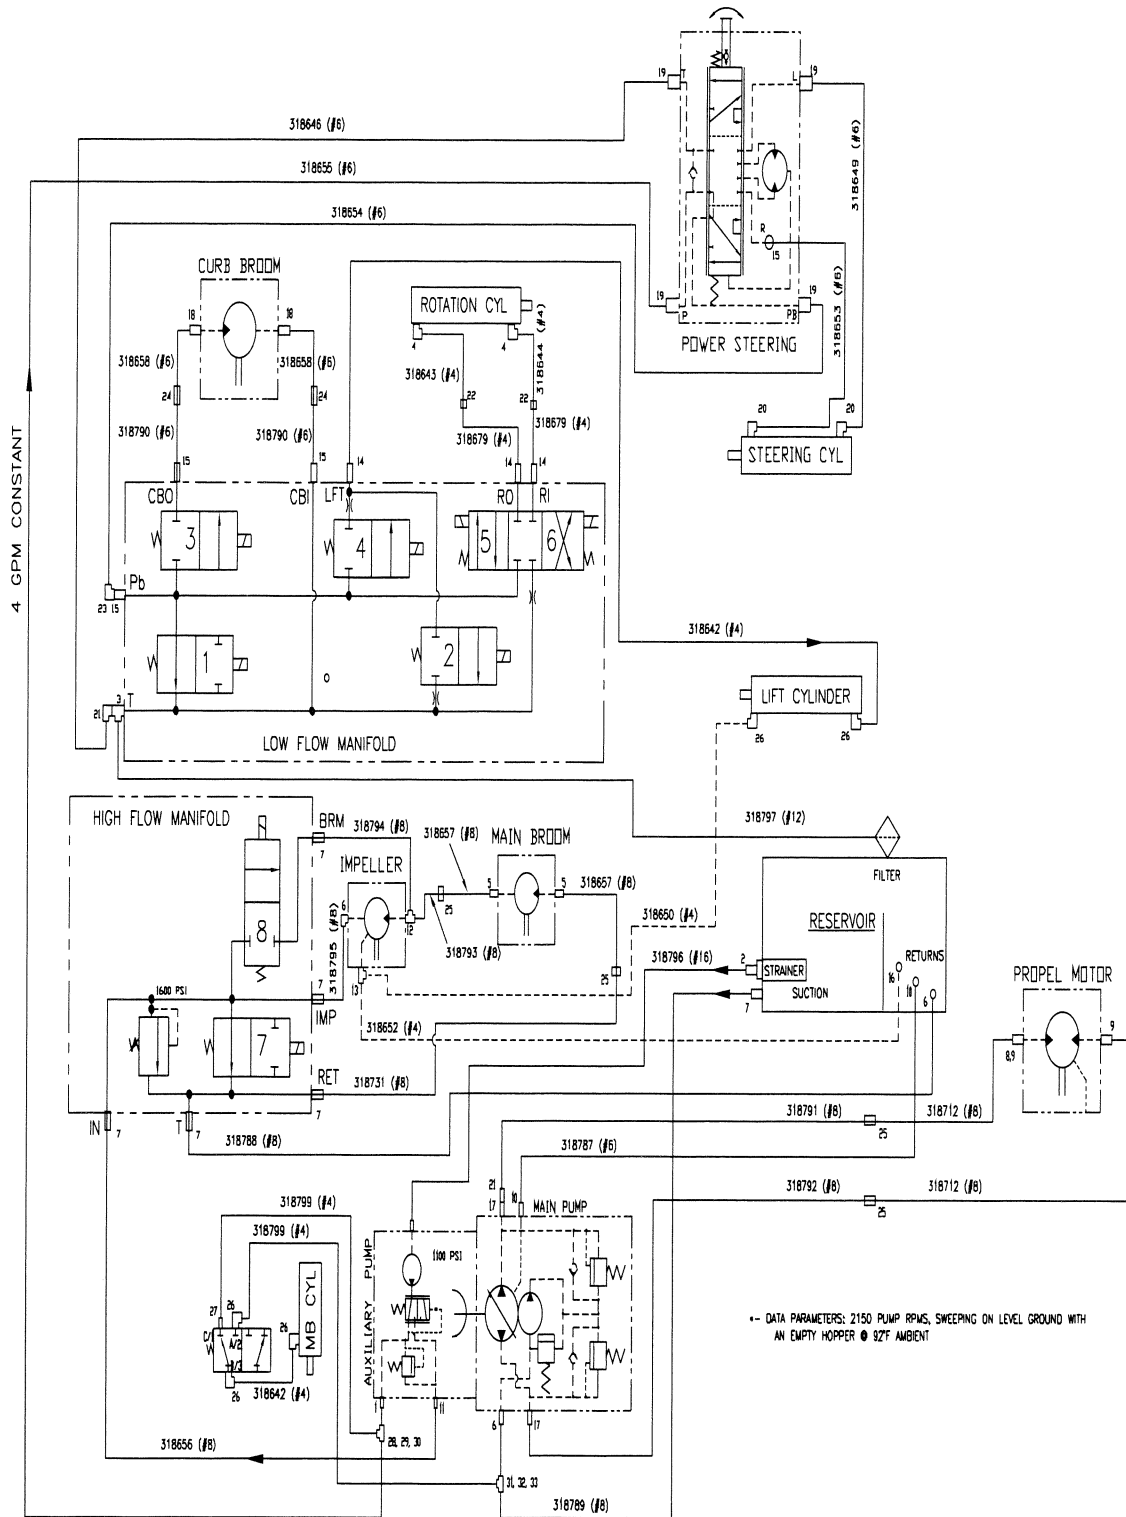 T
19
L
19
318646 (#6)
318655 (#6)
318649 (#6)
318654 (#6)
R
15
CURB BROOM
18
18
ROTATION CYL
4
4
19
P
PB
19
POWER STEERING
318653 (#6)
318658 (#6)
318658 (#6)
318643 (#4)
318644 (#4)
24
24
22
22
20
20
318790 (#6)
318790 (#6)
318679 (#4)
318679 (#4)
STEERING CYL
4 GPM CONSTANT
15
15
14
14
14
CBO
CBI
LFT
RO
RI
3
4
5
6
Pb
23
15
1
2
318642 (#4)
3
T
21
LIFT CYLINDER
26
26
LOW FLOW MANIFOLD
HIGH FLOW MANIFOLD
BRM
7
318794 (#8)
318657 (#8)
MAIN BROOM
318797 (#12)
FILTER
IMPELLER
5
5
318657 (#8)
6
12
25
318793 (#8)
318795 (#8)
8
318650 (#4)
RESERVOIR
RETURNS
318796 (#16)
2
STRAINER
SUCTION
7
16
10
6
25
PROPEL MOTOR
8,9
9
1600 PSI
7
IMP
13
318652 (#4)
7
RET
318731 (#8)
7
IN
7
T
7
318788 (#8)
318791 (#8)
25
318712 (#8)
318787 (#6)
318792 (#8)
25
318712 (#8)
318799 (#4)
318799 (#4)
21
17
10
MAIN PUMP
AUXILIARY PUMP
1100 PSI
27
26
C/1
A/2
B/3
26
26
MB CYL
318642 (#4)
*- DATA PARAMETERS: 2150 PUMP RPMS, SWEEPING ON LEVEL GROUND WITH
AN EMPTY HOPPER @ 92°F AMBIENT
1
11
6
17
28, 29, 30
318656 (#8)
31, 32, 33
318789 (#8)